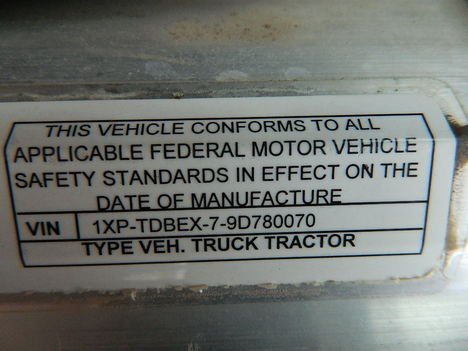 THIS VEHICLE CONFORMS TO ALL
APPLICABLE FEDERAL MOTOR VEHICLE
SAFETY STANDARDS IN EFFECT ON THE
DATE OF MANUFACTURE
VIN 1XP-TDBEX-7-9D780070
TYPE VEH. TRUCK TRACTOR